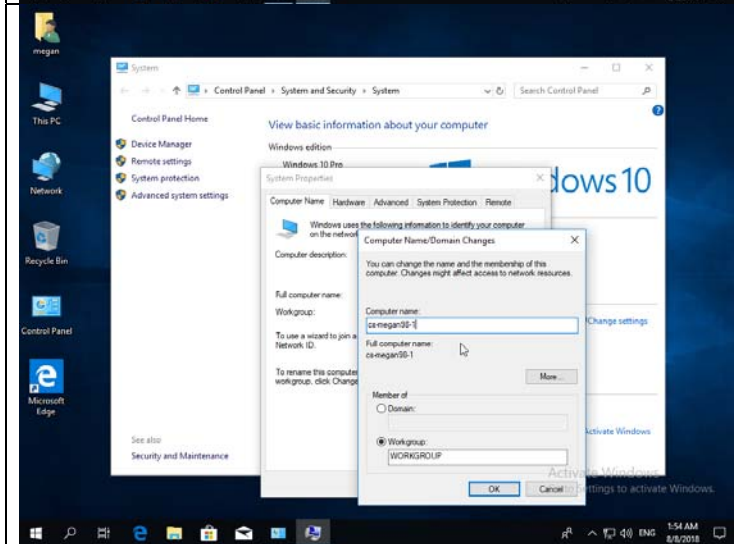 megan
This PC
Network
Recycle Bin
Control Panel
Microsoft
Edge
System
Control Panel › System and Security › System
Search Control Panel
Control Panel Home
Device Manager
Remote settings
System protection
Advanced system settings
See also
Security and Maintenance
View basic information about your computer
Windows edition
Windows 10 Pro
dows 10
Change settings
Activate Windows
System Properties
Computer Name Hardware Advanced System Protection Remote
Windows uses the following information to identify your computer
on the network
Computer description:
Full computer name:
Workgroup:
To use a wizard to join a
Network ID.
To rename this computer
workgroup, click Change
Computer Name/Domain Changes
You can change the name and the membership of this
computer. Changes might affect access to network resources.
Computer name:
cs-megan98-1
Full computer name:
cs-megan98-1
More...
Member of
Domain:
Workgroup:
WORKGROUP
OK Cancel
Activate Windows
Settings to activate Windows.
ENG
1:54 AM
8/8/2018